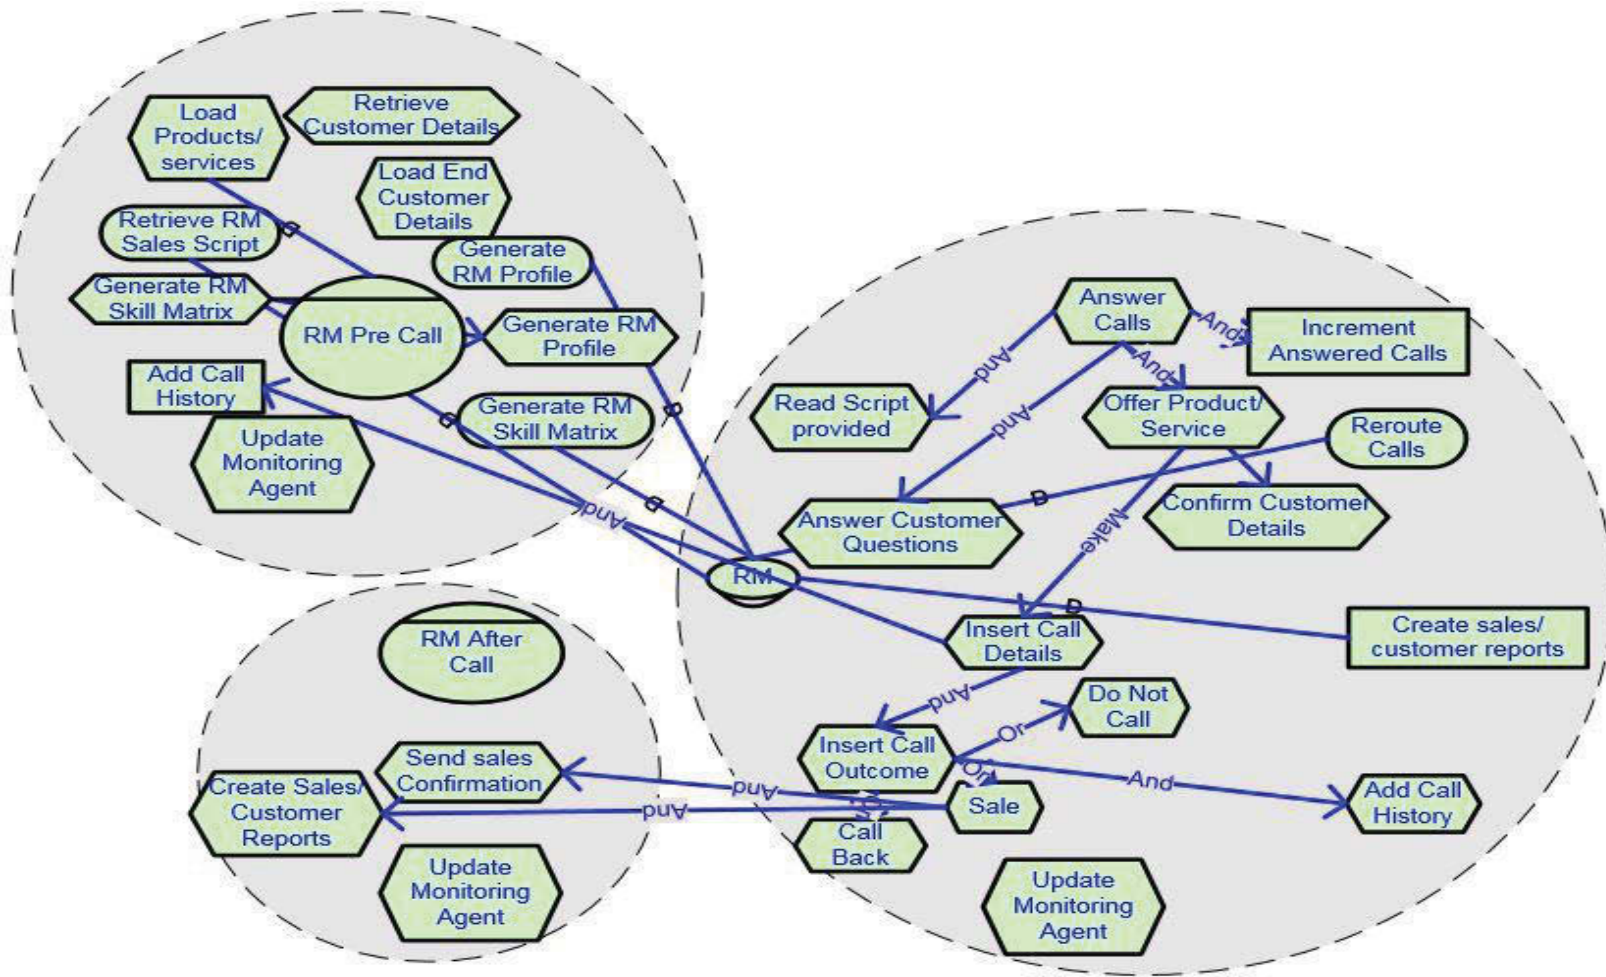 Load
Products/
services
Retrieve
Customer Details
Load End
Customer
Details
Retrieve RM
Sales Script
D
Generate
RM Profile
Generate RM
Skill Matrix
RM Pre Call
Generate RM
Profile
Add Call
History
D
Generate RM
Skill Matrix
D
Update
Monitoring
Agent
D
And
RM
Answer
Calls
And
Increment
Answered Calls
And
And
Read Script
provided
And
Offer Product/
Service
Reroute
Calls
D
Answer Customer
Questions
Confirm Customer
Details
Make
D
Insert Call
Details
Create sales/
customer reports
And
Do Not
Call
Or
Insert Call
Outcome
Or
And
Or
Sale
Add Call
History
Call
Back
Update
Monitoring
Agent
RM After
Call
Send sales
Confirmation
And
And
Create Sales/
Customer
Reports
Update
Monitoring
Agent